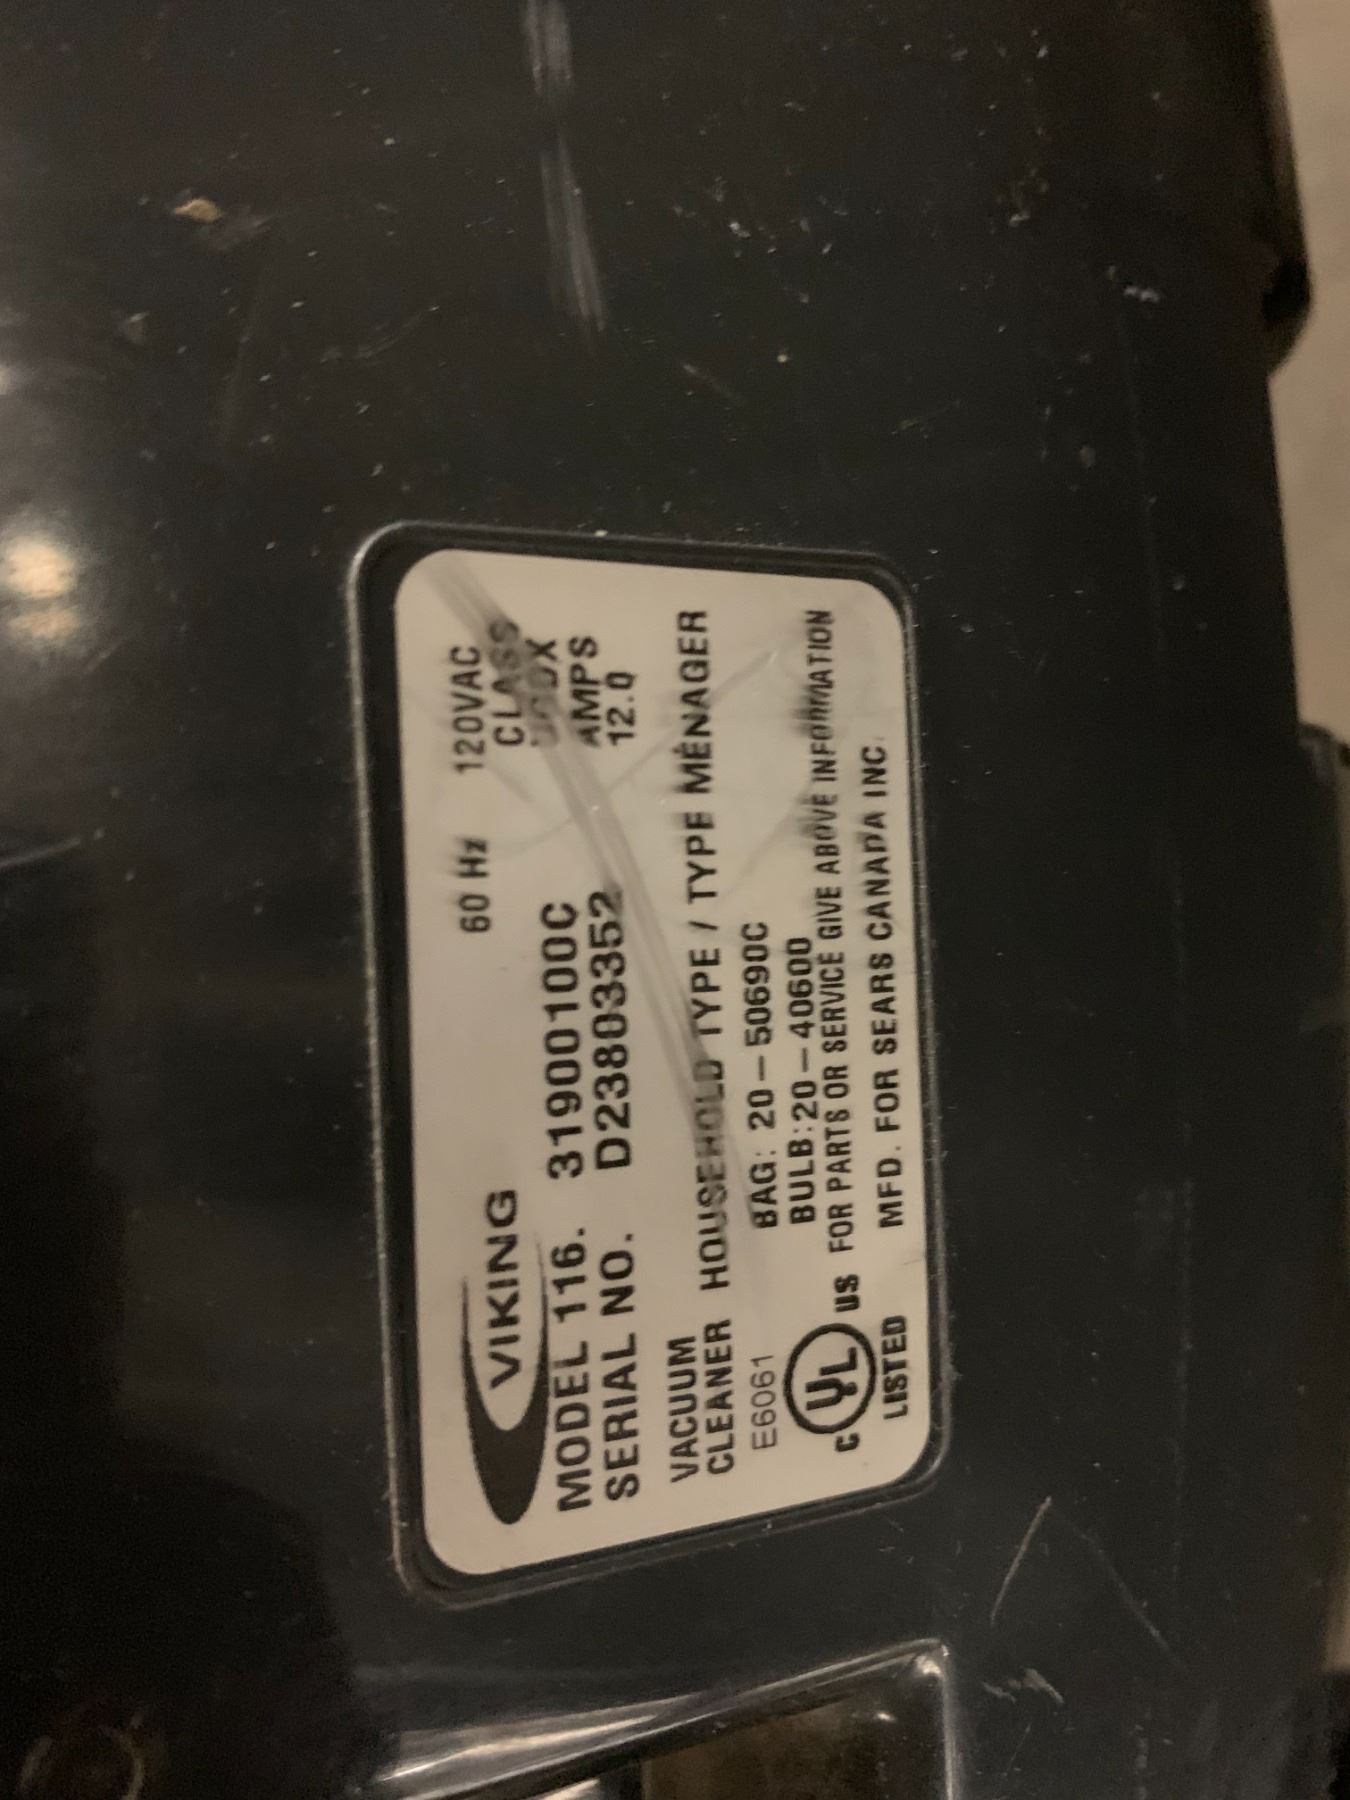 60 Hz 120VAC
VIKING
CLASS
AMPS
12.0
MODEL 116. 31900100C
SERIAL NO. D23803352
VACUUM
CLEANER HOUSEHOLD TYPE / TYPE MÉNAGER
E6061
BAG: 20-50690C
BULB:20-40600
C UL US
LISTED
FOR PARTS OR SERVICE GIVE ABOVE INFORMATION
MFD. FOR SEARS CANADA INC.